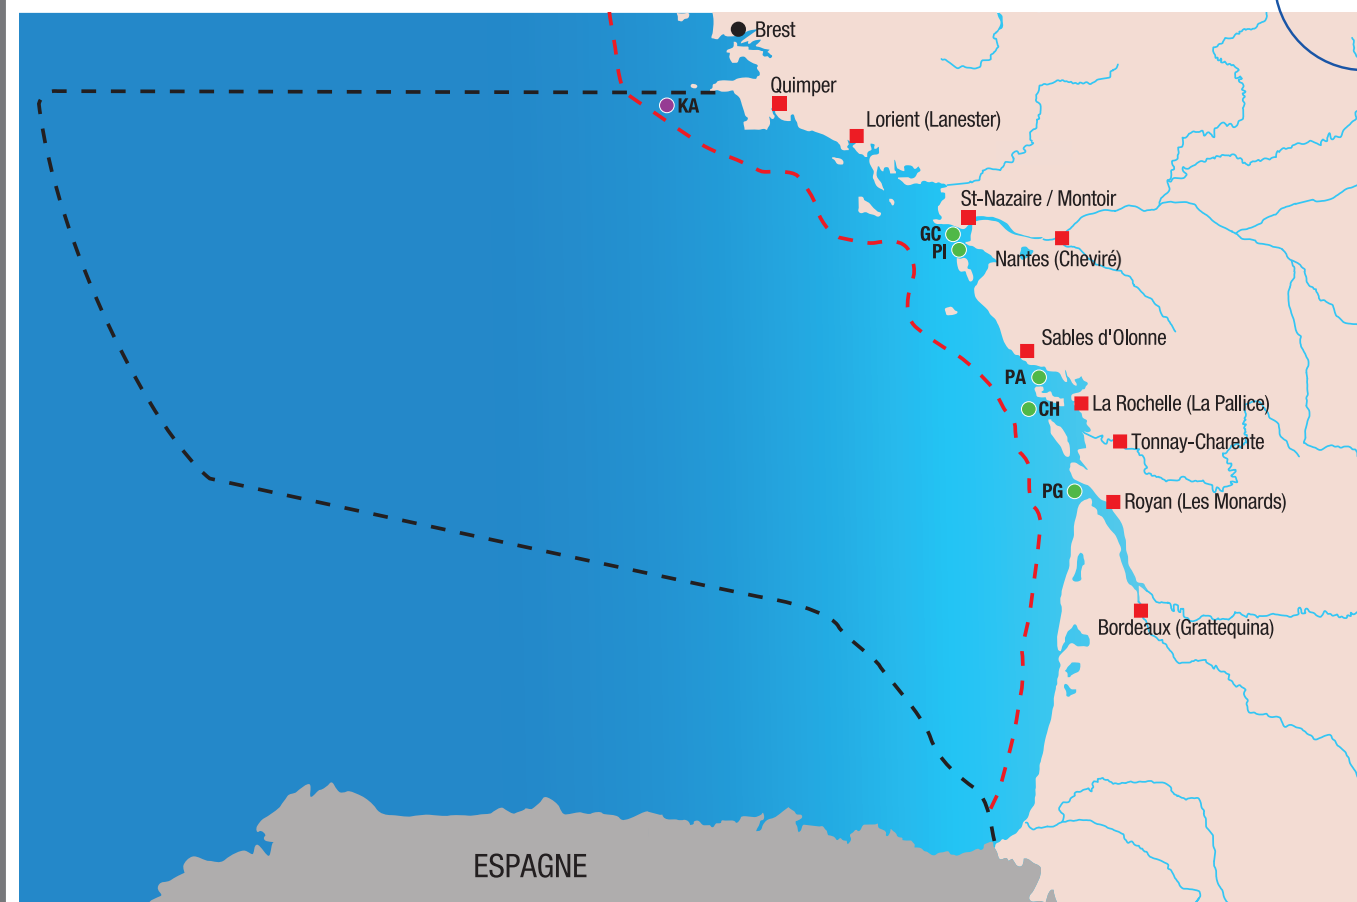 Brest
Quimper
KA
Lorient (Lanester)
St-Nazaire / Montoir
GC
PI
Nantes (Cheviré)
Sables d'Olonne
PA
La Rochelle (La Pallice)
CH
Tonnay-Charente
PG
Royan (Les Monards)
Bordeaux (Grattequina)
ESPAGNE